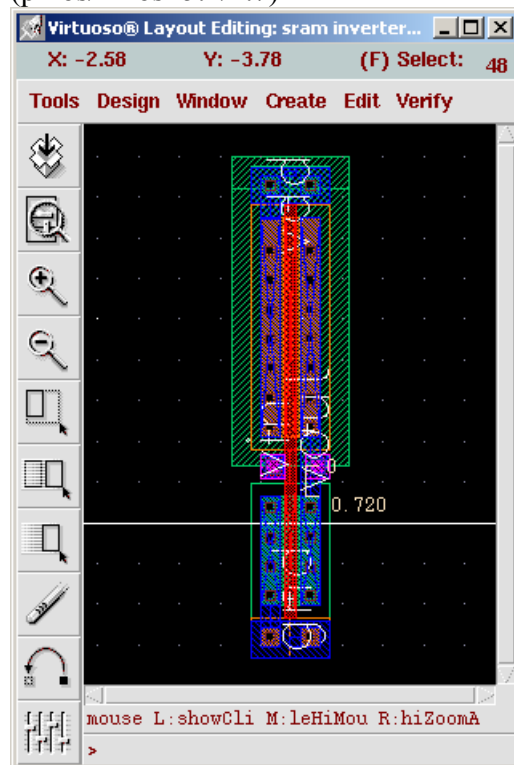 Virtuoso® Layout Editing: sram inverter...
X: -2.58 Y: -3.78 (F) Select: 48
Tools Design Window Create Edit Verify
0.720
mouse L:showCli M:leHiMou R:hiZoomA
>